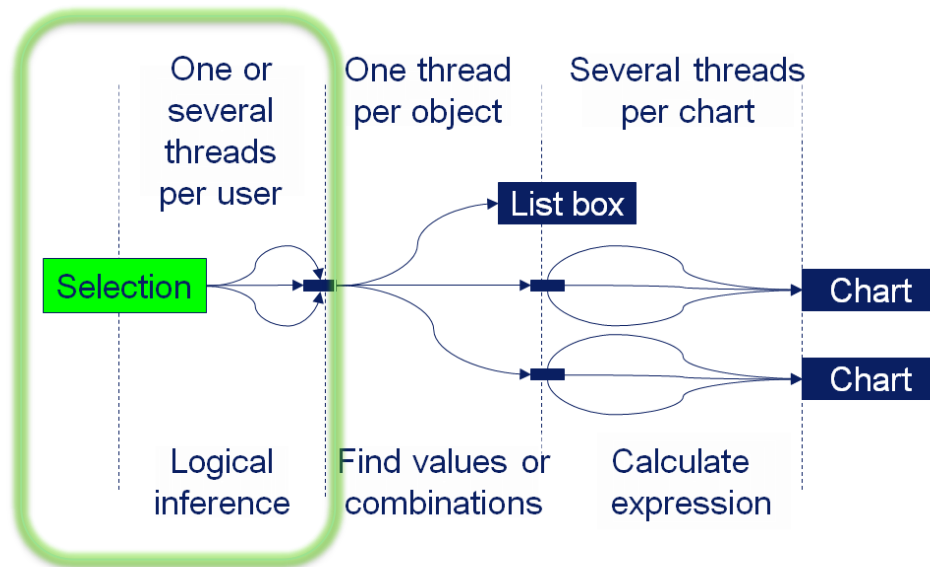 One or
several
threads
per user
One thread
per object
Several threads
per chart
List box
Selection
Chart
Chart
Logical
inference
Find values or
combinations
Calculate
expression